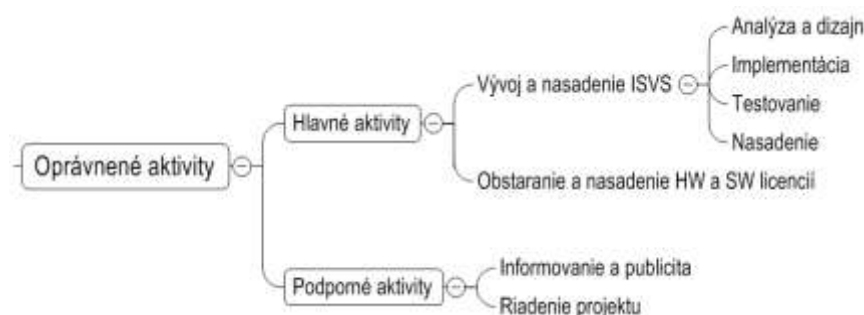 Oprávnené aktivity
Hlavné aktivity
Vývoj a nasadenie ISVS
Analýza a dizajn
Implementácia
Testovanie
Nasadenie
Obstaranie a nasadenie HW a SW licencií
Podporné aktivity
Informovanie a publicita
Riadenie projektu